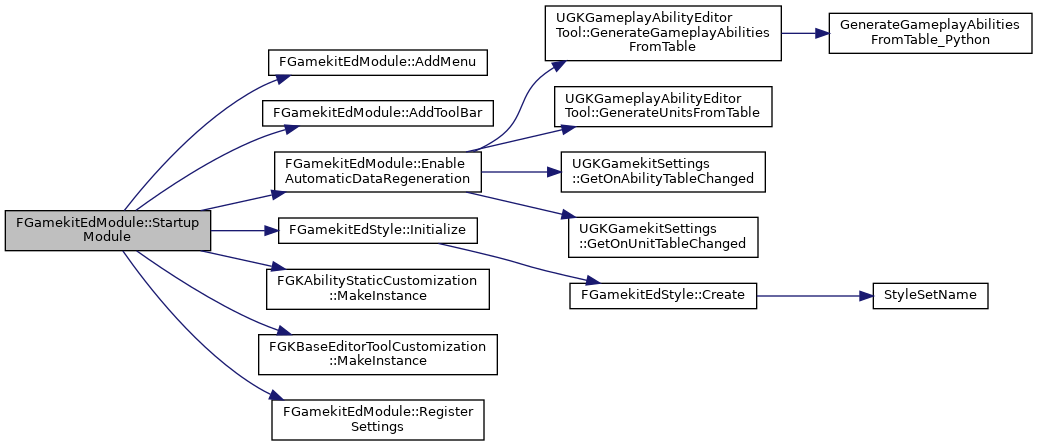 FGamekitEdModule::Startup
Module
FGamekitEdModule::AddMenu
FGamekitEdModule::AddToolBar
FGamekitEdModule::Enable
AutomaticDataRegeneration
FGamekitEdStyle::Initialize
FGKAbilityStaticCustomization
::MakeInstance
FGKBaseEditorToolCustomization
::MakeInstance
FGamekitEdModule::Register
Settings
UGKGameplayAbilityEditor
Tool::GenerateGameplayAbilities
FromTable
UGKGameplayAbilityEditor
Tool::GenerateUnitsFromTable
UGKGamekitSettings
::GetOnAbilityTableChanged
UGKGamekitSettings
::GetOnUnitTableChanged
FGamekitEdStyle::Create
GenerateGameplayAbilities
FromTable_Python
StyleSetName